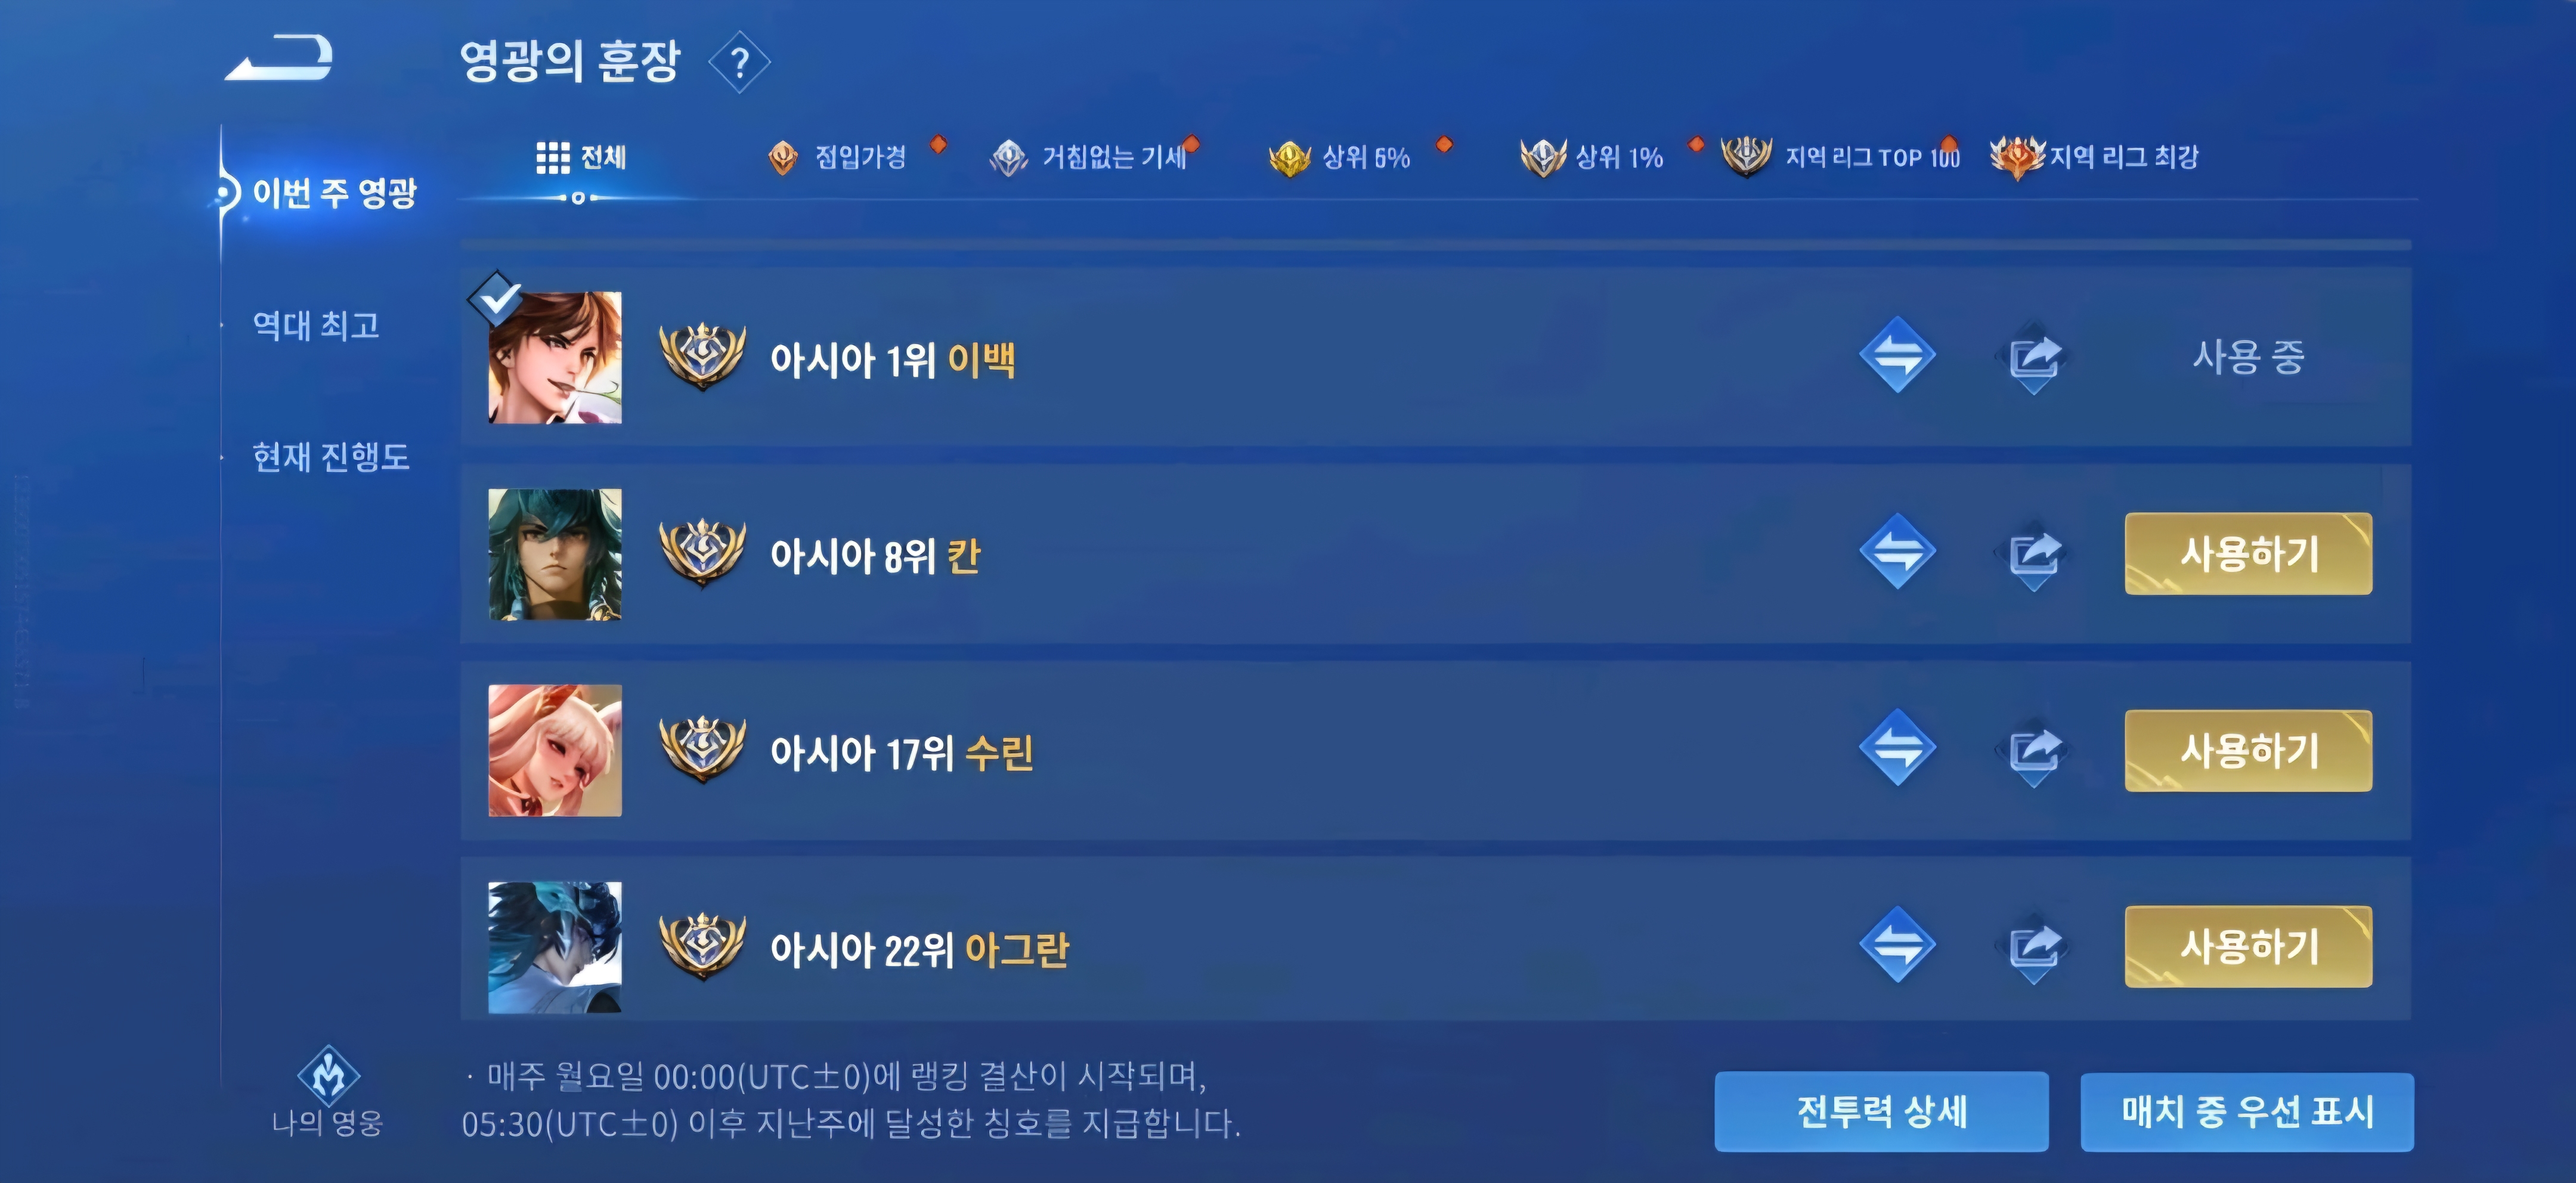 영광의 훈장 ?
전체
점입가경
거침없는 기세
상위 5%
상위 1%
지역 리그 TOP 100
지역 리그 최강
이번 주 영광
역대 최고
현재 진행도
아시아 1위 이백
사용 중
아시아 8위 칸
사용하기
아시아 17위 수린
사용하기
아시아 22위 아그란
사용하기
나의 영웅
· 매주 월요일 00:00(UTC±0)에 랭킹 결산이 시작되며,
05:30(UTC±0) 이후 지난주에 달성한 칭호를 지급합니다.
전투력 상세
매치 중 우선 표시